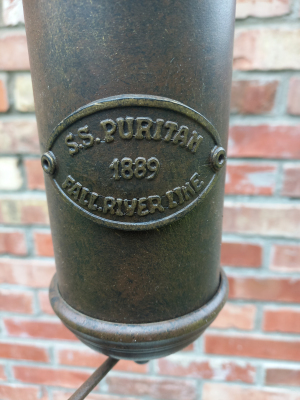 S.S. PURITAN
1889
FALL RIVER LINE